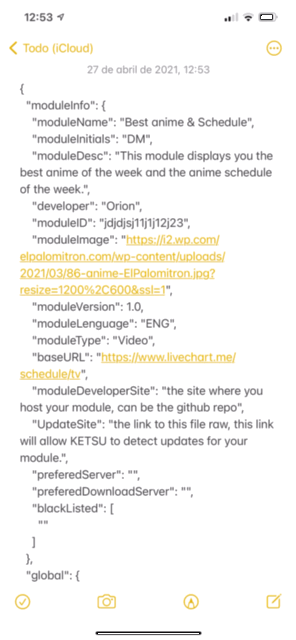 12:53
Todo (iCloud)
27 de abril de 2021, 12:53
{
"moduleInfo": {
"moduleName": "Best anime & Schedule",
"moduleInitials": "DM",
"moduleDesc": "This module displays you the
best anime of the week and the anime schedule
of the week.",
"developer": "Orion",
"moduleID": "jdjdjsj11j1j12j23",
"moduleImage": "https://i2.wp.com/
elpalomitron.com/wp-content/uploads/
2021/03/86-anime-ElPalomitron.jpg?
resize=1200%2C600&ssl=1",
"moduleVersion": 1.0,
"moduleLenguage": "ENG",
"moduleType": "Video",
"baseURL": "https://www.livechart.me/
schedule/tv",
"moduleDeveloperSite": "the site where you
host your module, can be the github repo",
"UpdateSite": "the link to this file raw, this link
will allow KETSU to detect updates for your
module.",
"preferedServer": "",
"preferedDownloadServer": "",
"blackListed": [
""
]
},
"global": {